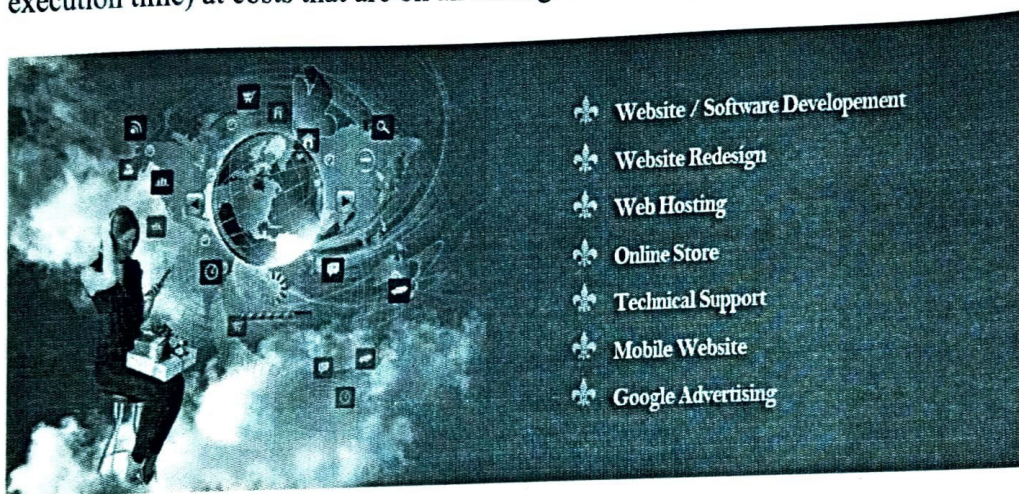 execution time) at costs that are on an
Website / Software Developement
Website Redesign
Web Hosting
Online Store
Technical Support
Mobile Website
Google Advertising